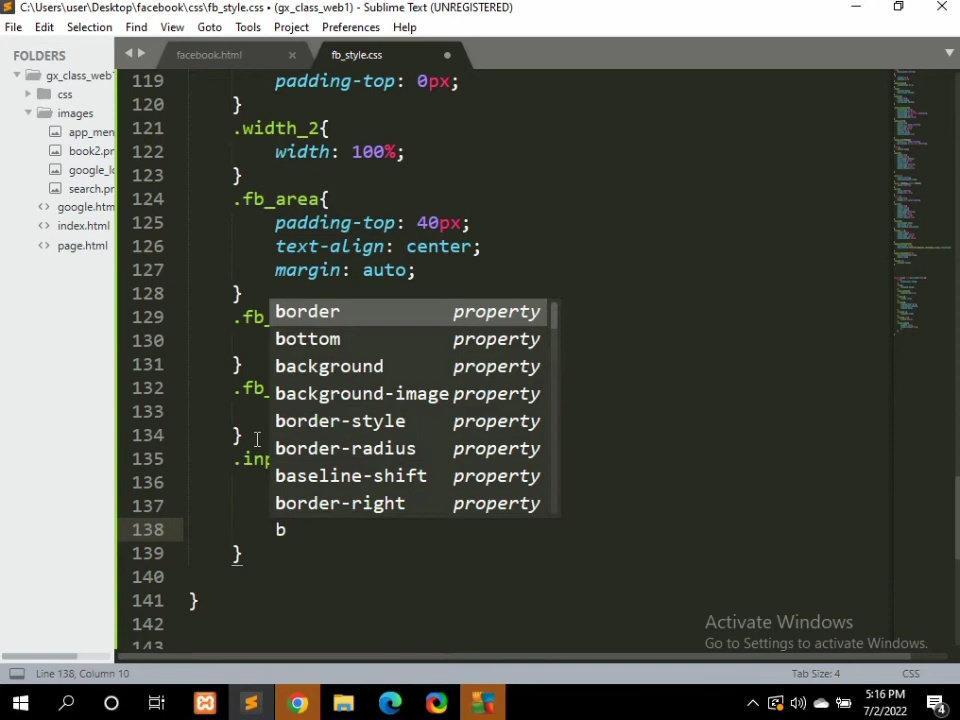 C:\Users\user\Desktop\facebook\css\fb_style.css • (gx_class_web1) - Sublime Text (UNREGISTERED)
File Edit Selection Find View Goto Tools Project Preferences Help
FOLDERS
gx_class_web1
css
images
app_men
book2.pr
google_lo
search.pr
google.htm
index.html
page.html
facebook.html
fb_style.css
119 padding-top: 0px;
120 }
121 .width_2{
122 width: 100%;
123 }
124 .fb_area{
125 padding-top: 40px;
126 text-align: center;
127 margin: auto;
128 }
129 .fb_
130
131 }
132 .fb_
133
134 }
135 .inp
136
137
138 b
139 }
140
141 }
142
143
border property
bottom property
background property
background-image property
border-style property
border-radius property
baseline-shift property
border-right property
Activate Windows
Go to Settings to activate Windows.
Line 138, Column 10
Tab Size: 4
CSS
5:16 PM
7/2/2022
4